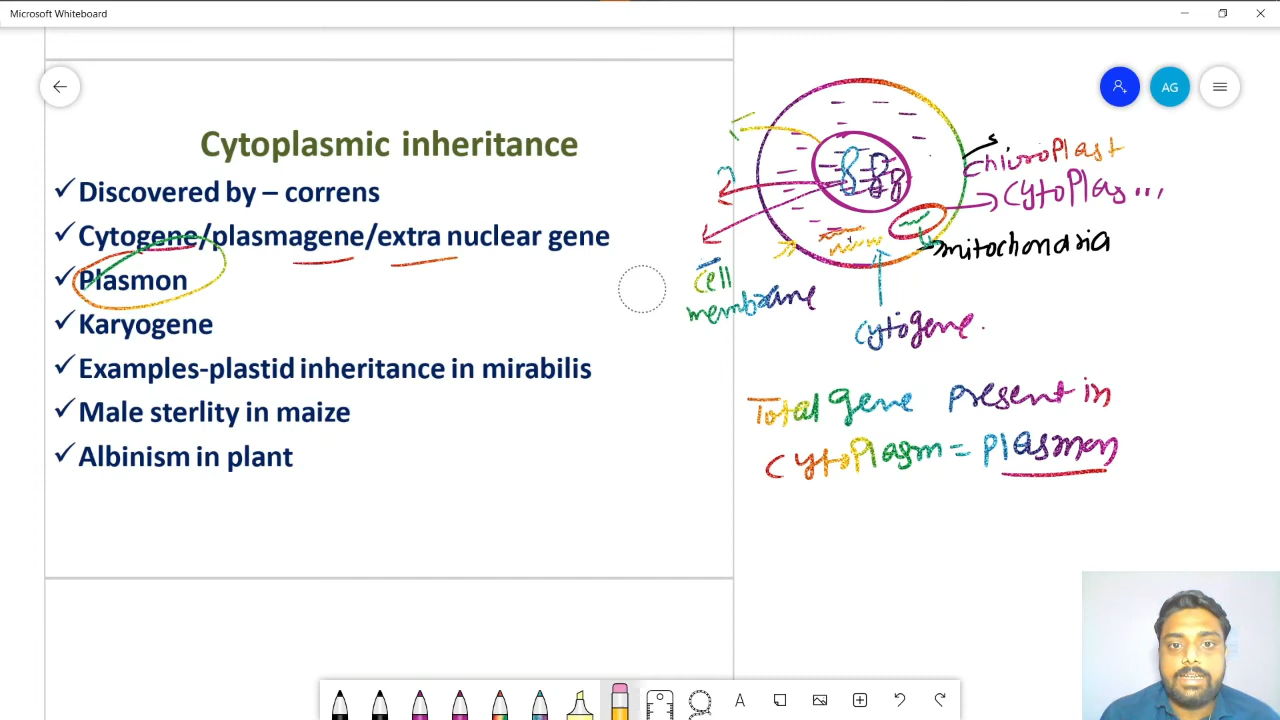 Microsoft Whiteboard
AG
Cytoplasmic inheritance
✓Discovered by – correns
✓Cytogene/plasmagene/extra nuclear gene
✓Plasmon
✓Karyogene
✓Examples-plastid inheritance in mirabilis
✓Male sterlity in maize
✓Albinism in plant
CytoPlas...
mitochondria
cell
membrane
cytogene.
Total gene present in
cytoPlasm = Plasmon
A